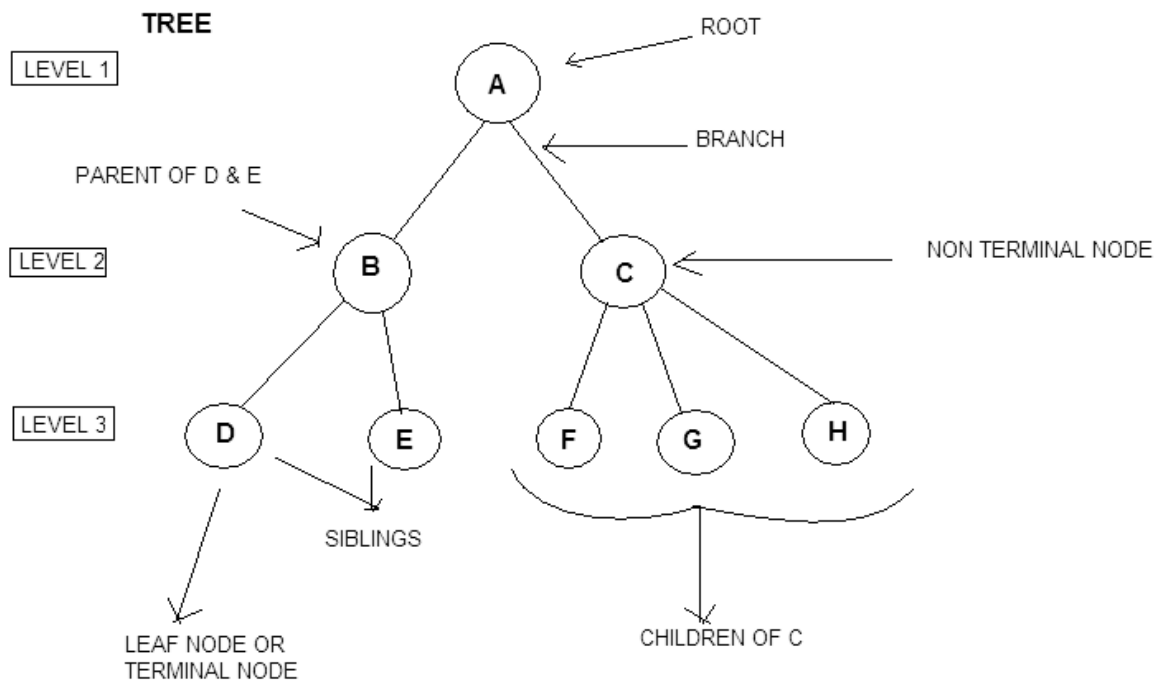 TREE
ROOT
LEVEL 1
A
BRANCH
PARENT OF D & E
LEVEL 2
B
C
NON TERMINAL NODE
LEVEL 3
D
E
F
G
H
SIBLINGS
LEAF NODE OR
TERMINAL NODE
CHILDREN OF C